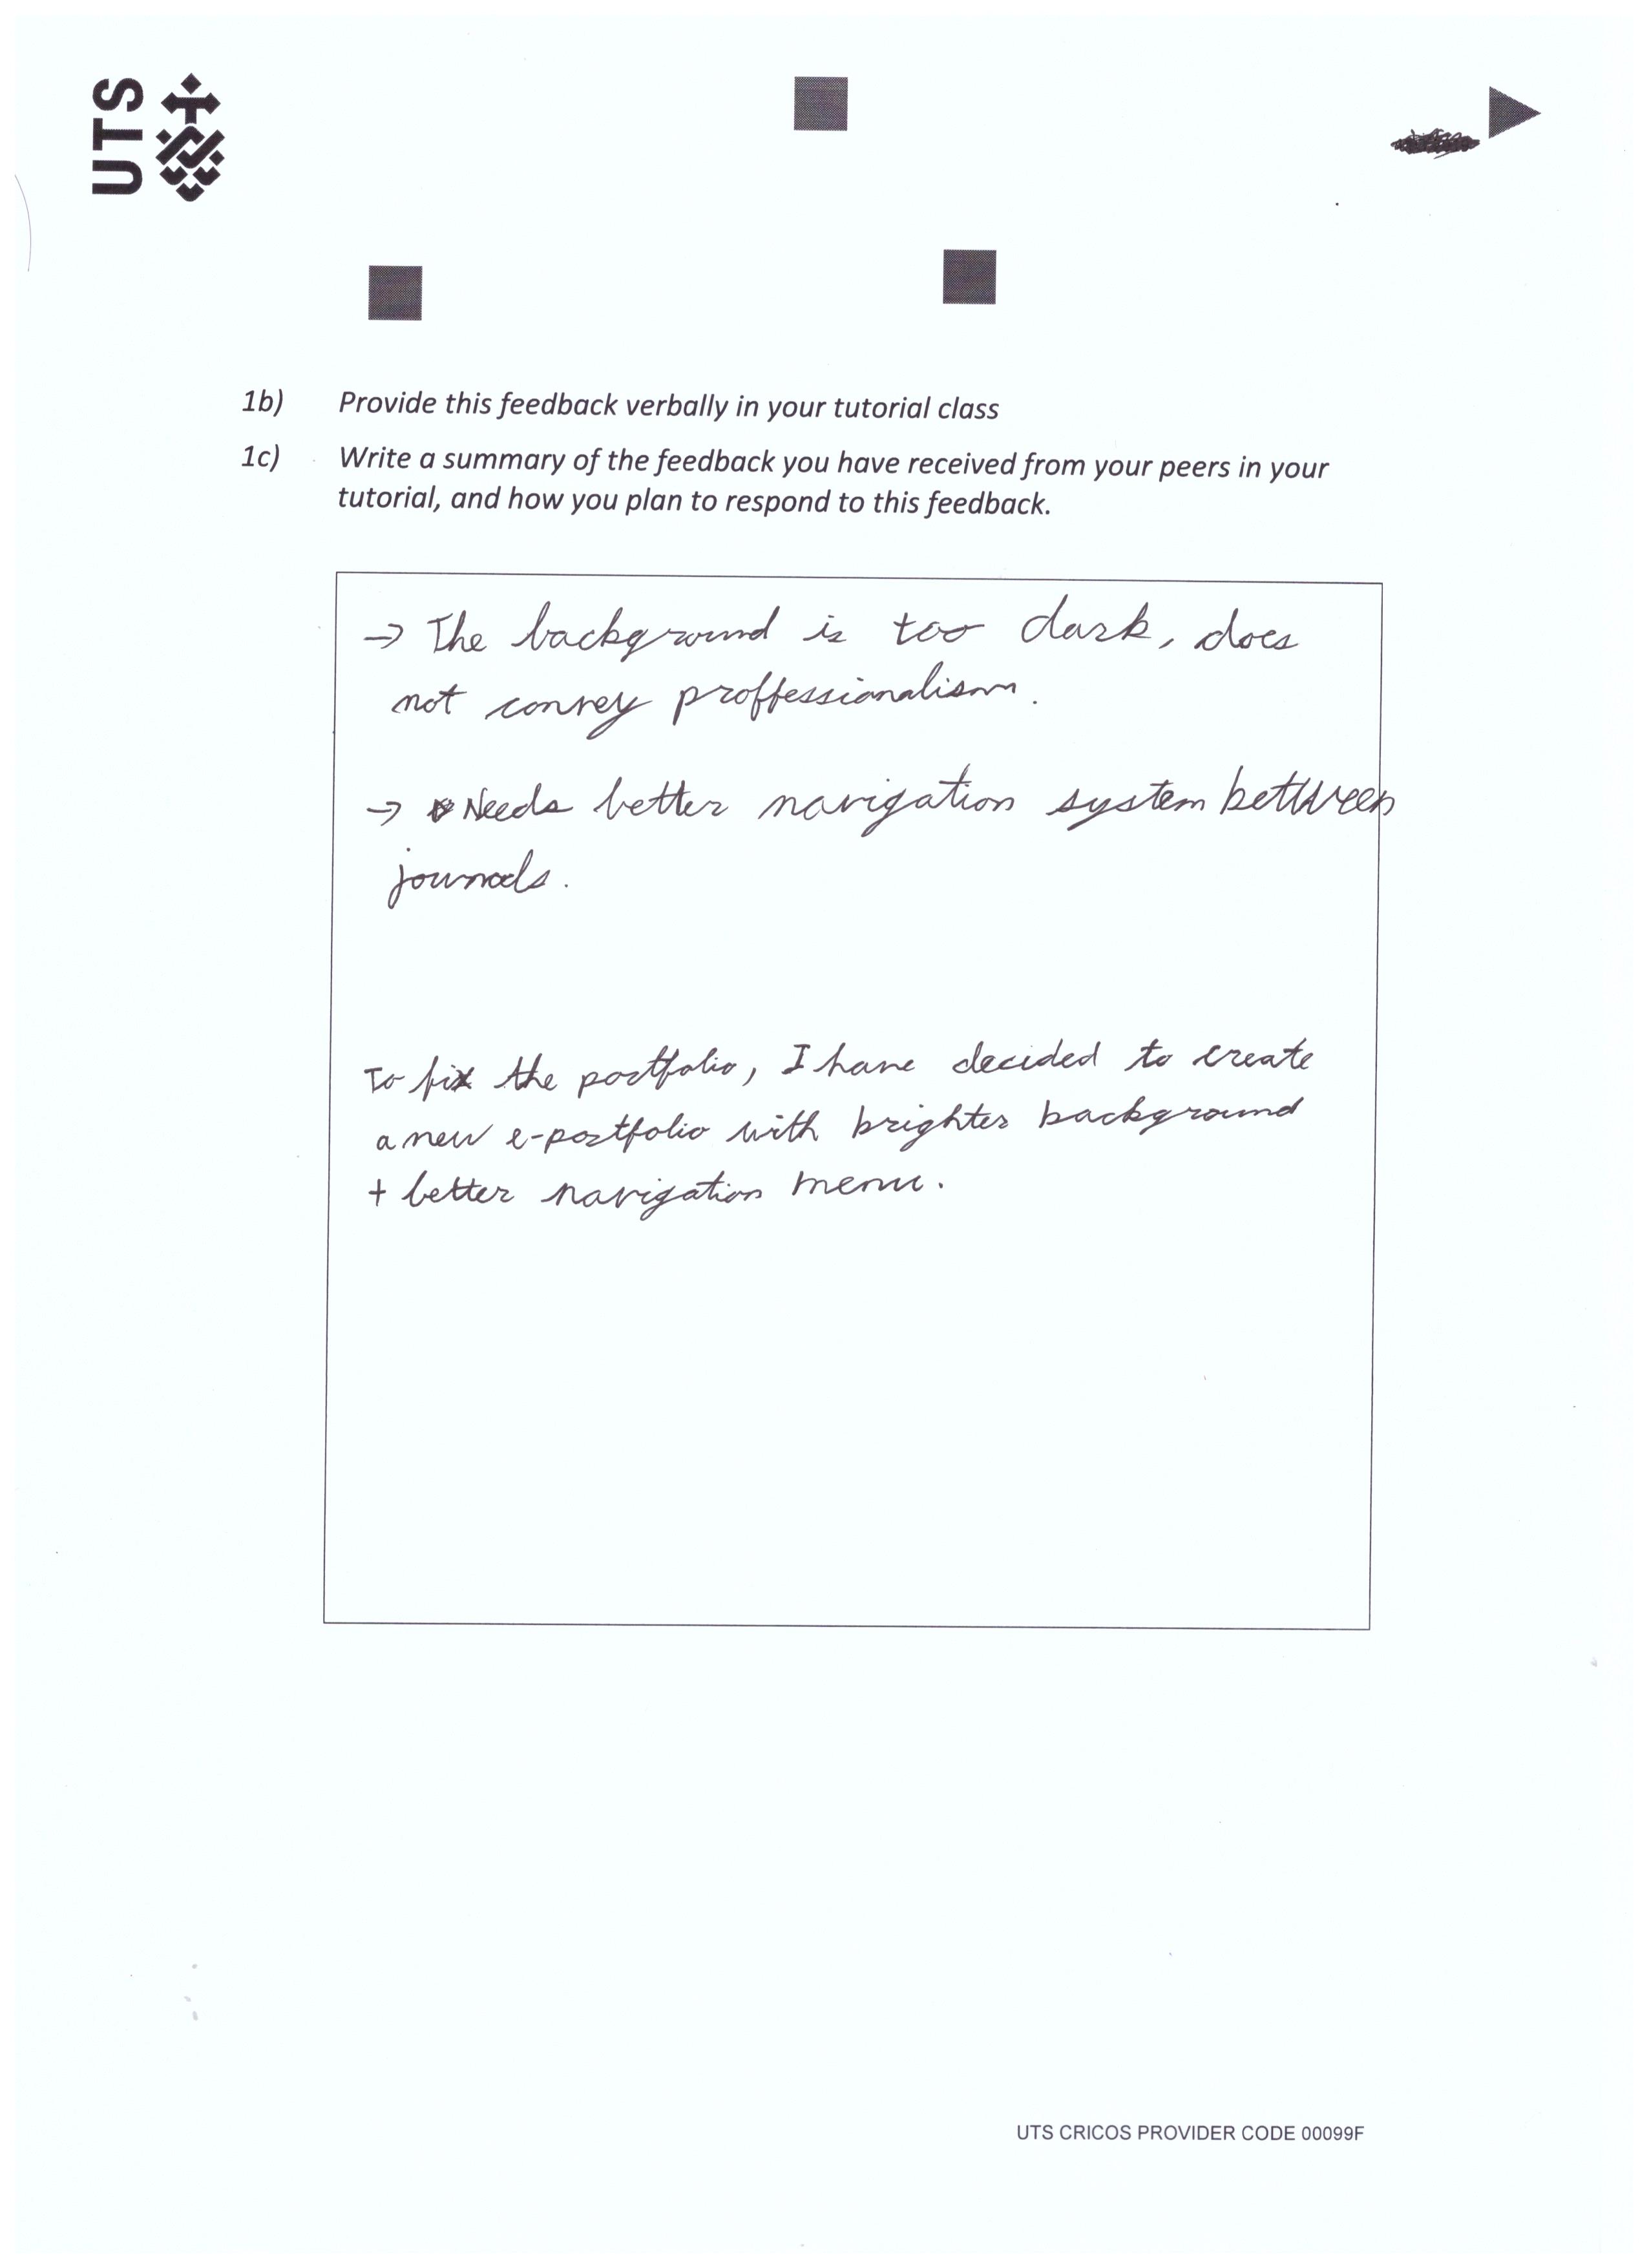 UTS
1b) Provide this feedback verbally in your tutorial class
1c) Write a summary of the feedback you have received from your peers in your
tutorial, and how you plan to respond to this feedback.
→ The background is too dark, does
not convey proffessionalism.
→ Needs better navigation system between
journals.
To fix the portfolio, I have decided to create
a new e-portfolio with brighter background
+ better navigation menu.
UTS CRICOS PROVIDER CODE 00099F